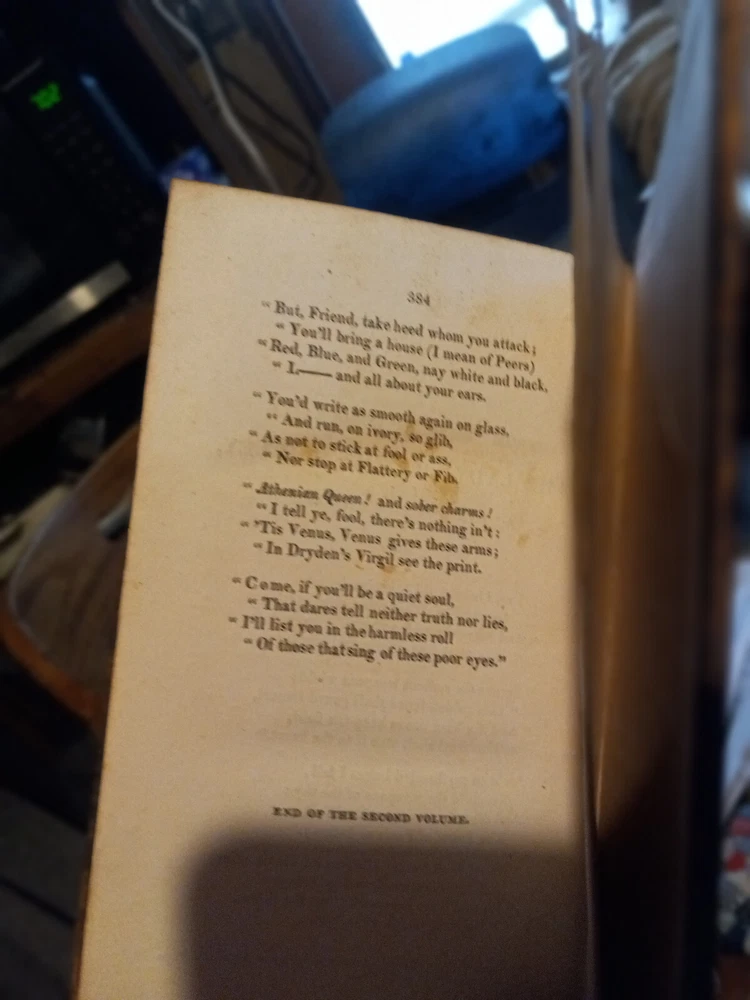 384
“ But, Friend, take heed whom you attack;
“ You'll bring a house (I mean of Peers)
“ Red, Blue, and Green, nay white and black,
“ L—— and all about your ears.
“ You'd write as smooth again on glass,
“ And run, on ivory, so glib,
“ As not to stick at fool or ass,
“ Nor stop at Flattery or Fib.
“ Athenian Queen! and sober charms!
“ I tell ye, fool, there's nothing in't:
“ 'Tis Venus, Venus gives these arms;
“ In Dryden's Virgil see the print.
“ Come, if you'll be a quiet soul,
“ That dares tell neither truth nor lies,
“ I'll list you in the harmless roll
“ Of those that sing of these poor eyes.”
END OF THE SECOND VOLUME.